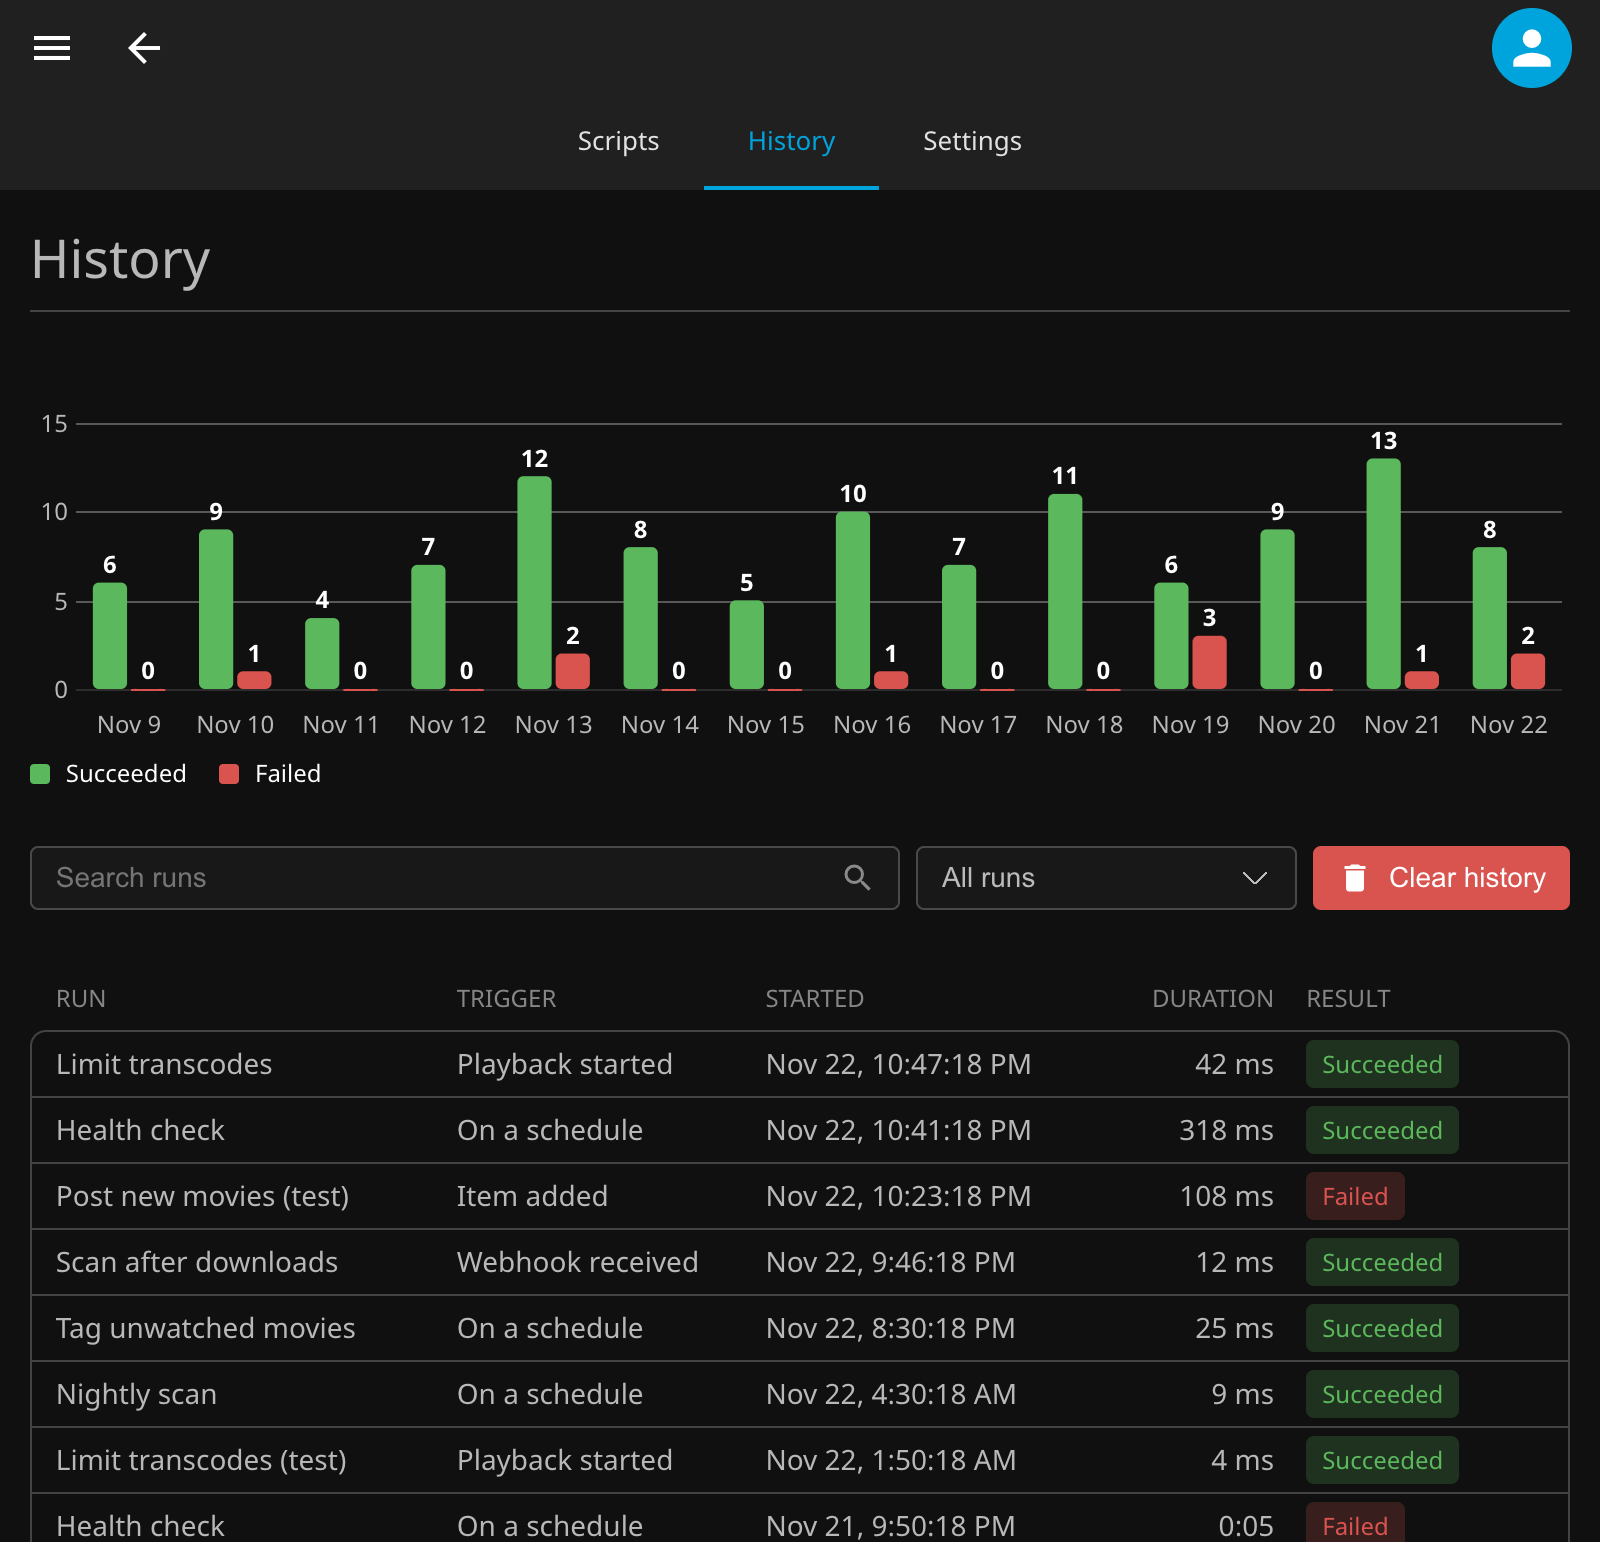 Scripts History Settings
History
15
10
5
0
6 0 9 1 4 0 7 0 12 2 8 0 5 0 10 1 7 0 11 0 6 3 9 0 13 1 8 2
Nov 9 Nov 10 Nov 11 Nov 12 Nov 13 Nov 14 Nov 15 Nov 16 Nov 17 Nov 18 Nov 19 Nov 20 Nov 21 Nov 22
Succeeded Failed
Search runs All runs Clear history
RUN TRIGGER STARTED DURATION RESULT
Limit transcodes Playback started Nov 22, 10:47:18 PM 42 ms Succeeded
Health check On a schedule Nov 22, 10:41:18 PM 318 ms Succeeded
Post new movies (test) Item added Nov 22, 10:23:18 PM 108 ms Failed
Scan after downloads Webhook received Nov 22, 9:46:18 PM 12 ms Succeeded
Tag unwatched movies On a schedule Nov 22, 8:30:18 PM 25 ms Succeeded
Nightly scan On a schedule Nov 22, 4:30:18 AM 9 ms Succeeded
Limit transcodes (test) Playback started Nov 22, 1:50:18 AM 4 ms Succeeded
Health check On a schedule Nov 21, 9:50:18 PM 0:05 Failed